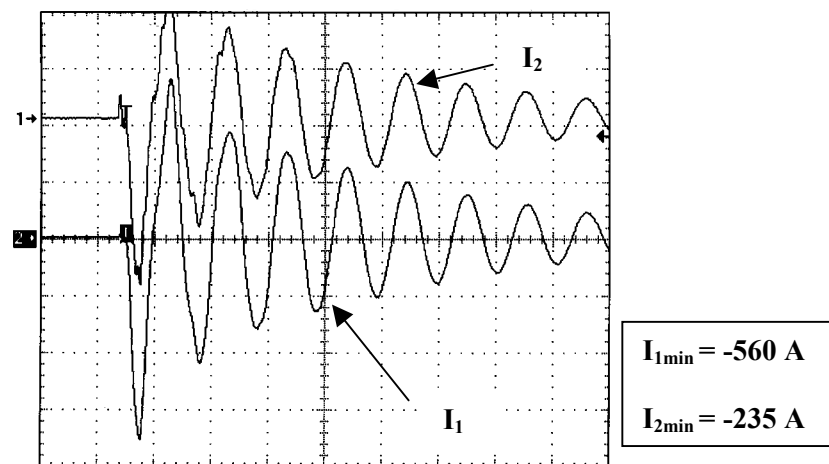 I2
1→
2→
I1
I1min = -560 A
I2min = -235 A